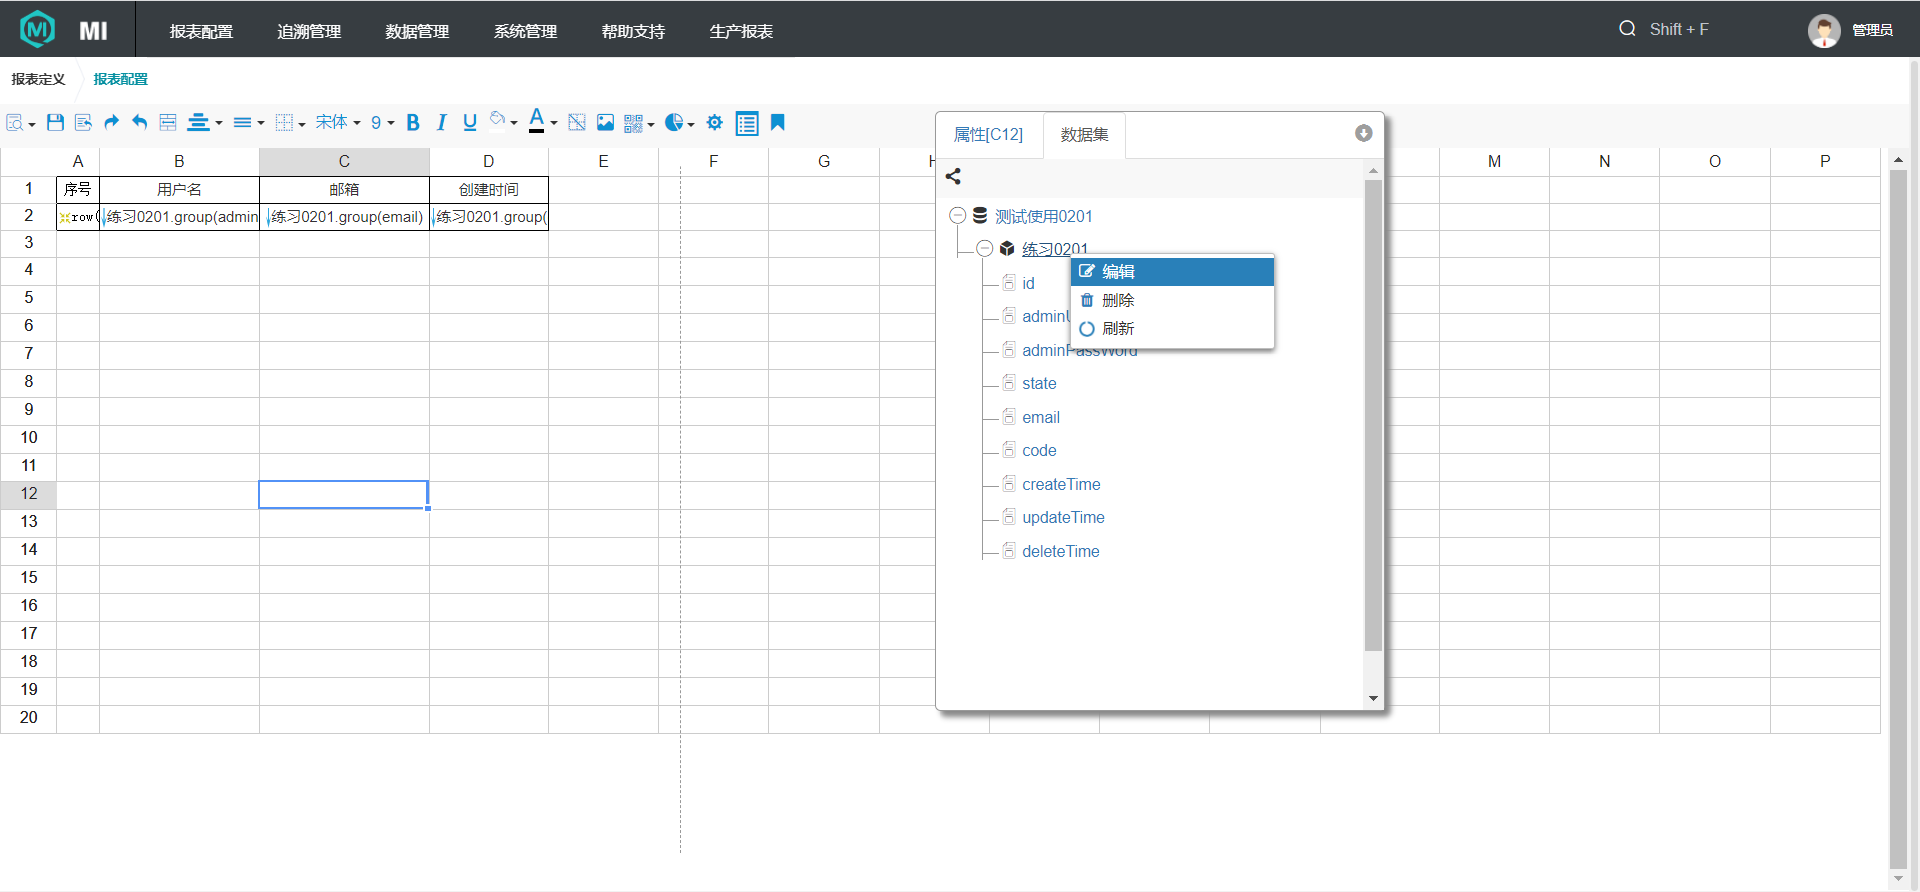 MI 报表配置 追溯管理 数据管理 系统管理 帮助支持 生产报表 Shift + F 管理员
报表定义 报表配置
宋体 9 B I U A
属性[C12] 数据集
A B C D E F G H M N O P
1 序号 用户名 邮箱 创建时间
2 row( 练习0201.group(admin 练习0201.group(email) 练习0201.group(
3
4
5
6
7
8
9
10
11
12
13
14
15
16
17
18
19
20
测试使用0201
练习0201
编辑
删除
刷新
id
adminU
adminPassWord
state
email
code
createTime
updateTime
deleteTime